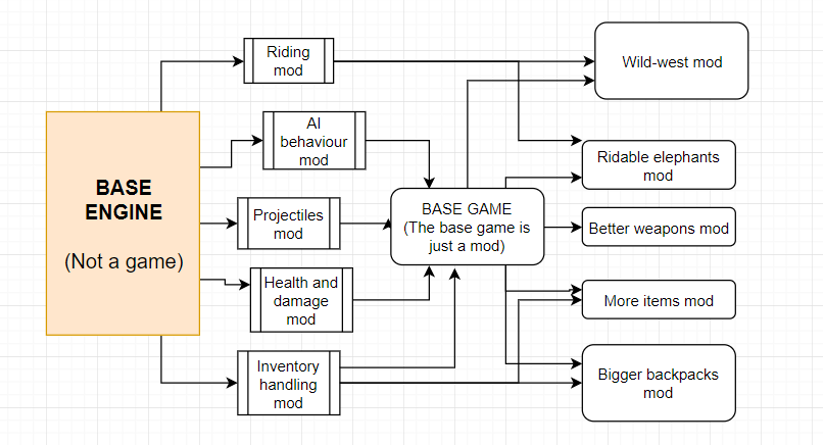 BASE
ENGINE
(Not a game)
Riding
mod
AI
behaviour
mod
Projectiles
mod
Health and
damage
mod
Inventory
handling
mod
BASE GAME
(The base game is
just a mod)
Wild-west mod
Ridable elephants
mod
Better weapons mod
More items mod
Bigger backpacks
mod